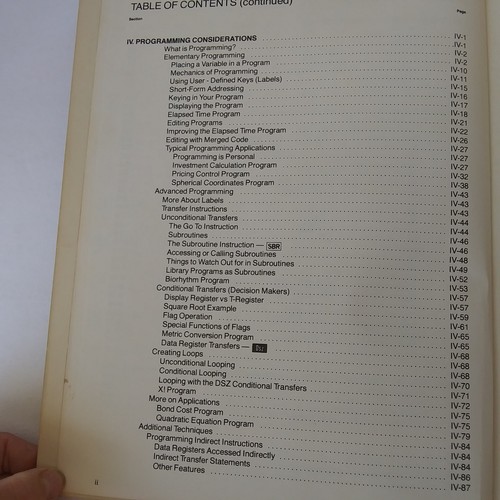 TABLE OF CONTENTS (continued)
Section Page
IV. PROGRAMMING CONSIDERATIONS IV-1
What is Programming? IV-1
Elementary Programming IV-2
Placing a Variable in a Program IV-2
Mechanics of Programming IV-10
Using User - Defined Keys (Labels) IV-11
Short-Form Addressing IV-15
Keying in Your Program IV-16
Displaying the Program IV-17
Elapsed Time Program IV-18
Editing Programs IV-21
Improving the Elapsed Time Program IV-22
Editing with Merged Code IV-26
Typical Programming Applications IV-27
Programming is Personal IV-27
Investment Calculation Program IV-27
Pricing Control Program IV-32
Spherical Coordinates Program IV-38
Advanced Programming IV-43
More About Labels IV-43
Transfer Instructions IV-43
Unconditional Transfers IV-44
The Go To Instruction IV-44
Subroutines IV-46
The Subroutine Instruction — SBR IV-46
Accessing or Calling Subroutines IV-48
Things to Watch Out for in Subroutines IV-49
Library Programs as Subroutines IV-52
Biorhythm Program IV-53
Conditional Transfers (Decision Makers) IV-57
Display Register vs T-Register IV-57
Square Root Example IV-59
Flag Operation IV-61
Special Functions of Flags IV-65
Metric Conversion Program IV-65
Data Register Transfers — IV-68
Creating Loops IV-68
Unconditional Looping IV-68
Conditional Looping IV-70
Looping with the DSZ Conditional Transfers IV-71
X! Program IV-72
More on Applications IV-75
Bond Cost Program IV-75
Quadratic Equation Program IV-79
Additional Techniques IV-84
Programming Indirect Instructions IV-84
Data Registers Accessed Indirectly IV-84
Indirect Transfer Statements IV-86
Other Features IV-87
ii